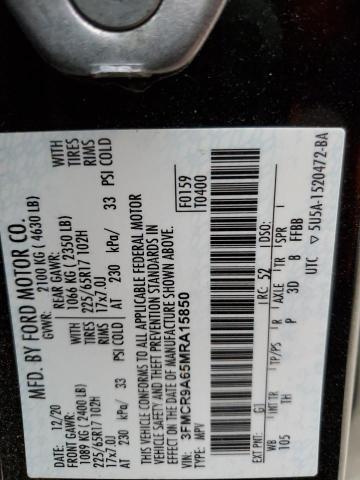 MFD. BY FORD MOTOR CO.
DATE: 12/20
GVWR:
2100 KG ( 4630 LB)
FRONT GAWR:
1089 KG ( 2400 LB)
225/65R17 102H
17x7.0J
AT 230 kPa/ 33 PSI COLD
WITH
TIRES
RIMS
REAR GAWR:
1066 KG ( 2350 LB)
225/65R17 102H
17x7.0J
AT 230 kPa/ 33 PSI COLD
WITH
TIRES
RIMS
THIS VEHICLE CONFORMS TO ALL APPLICABLE FEDERAL MOTOR
VEHICLE SAFETY AND THEFT PREVENTION STANDARDS IN
EFFECT ON THE DATE OF MANUFACTURE SHOWN ABOVE.
VIN: 3FMCR9A65MRA15850
TYPE: MPV
F0159
T0400
EXT PNT: G1 RC: 52 DSO:
WB INT TR TP/PS R AXLE TR SPR
105 TH P 3D 8 FFBB
UTC ▽5U5A-1520472-BA